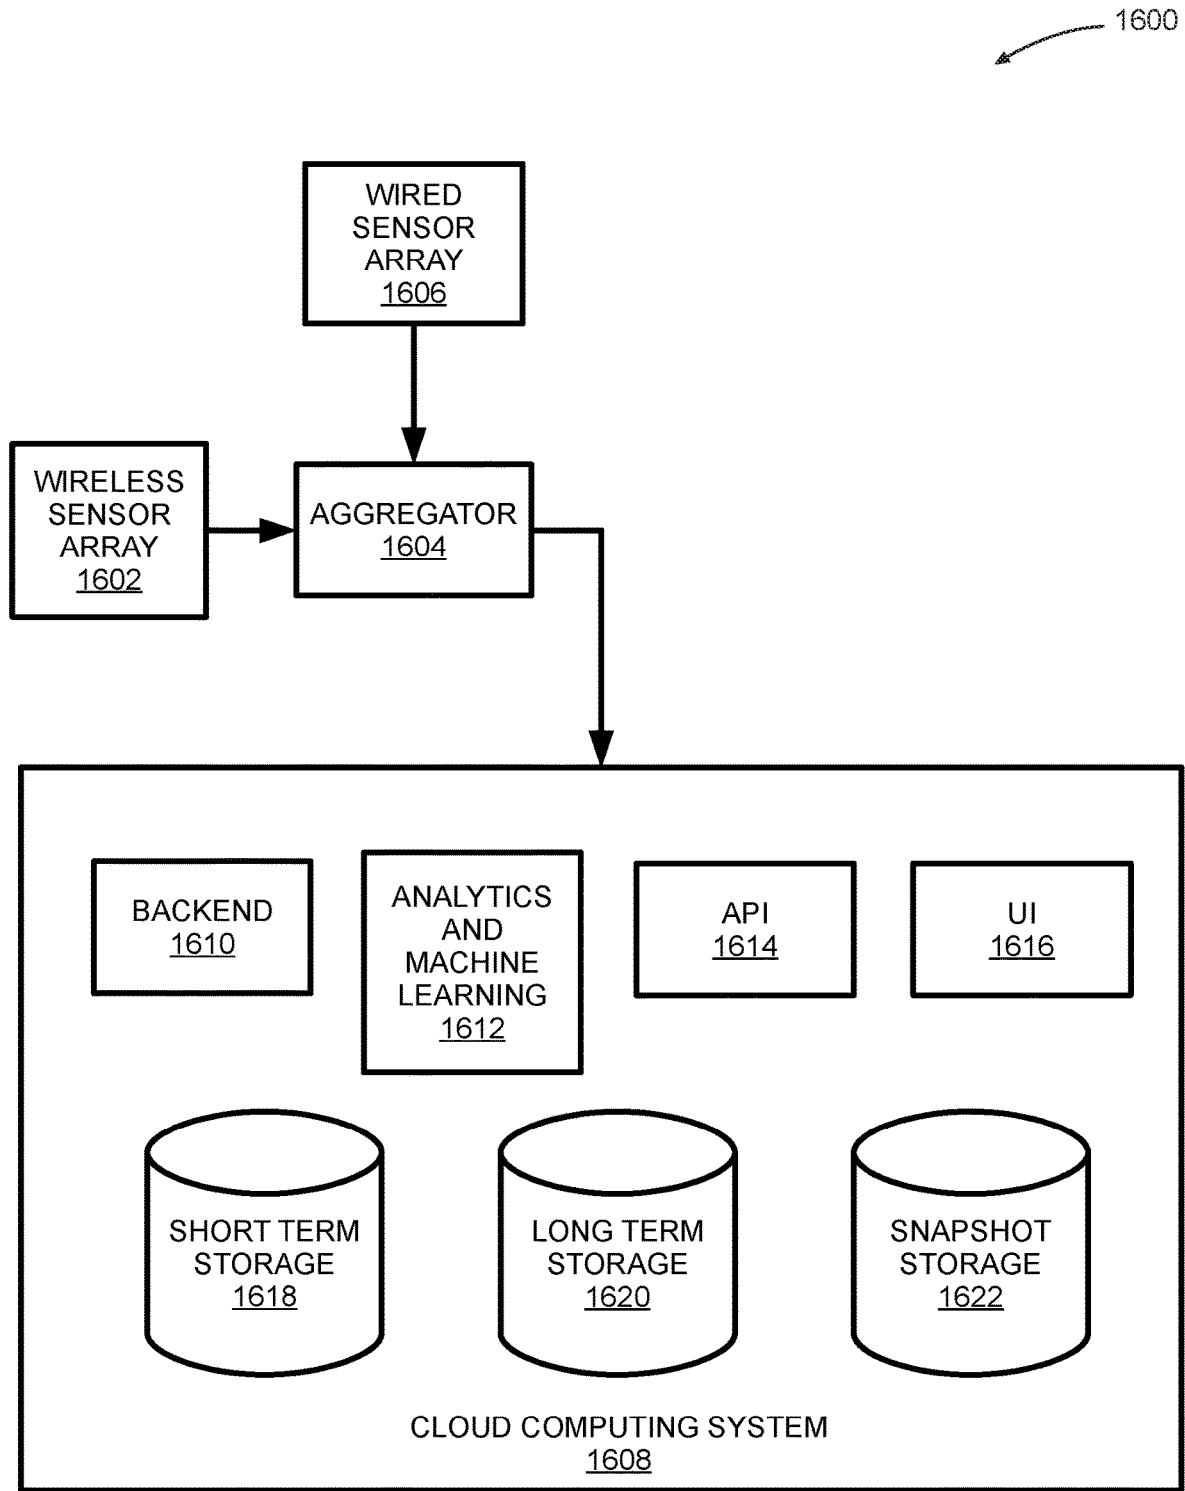 1600
WIRED
SENSOR
ARRAY
1606
WIRELESS
SENSOR
ARRAY
1602
AGGREGATOR
1604
BACKEND
1610
ANALYTICS
AND
MACHINE
LEARNING
1612
API
1614
UI
1616
SHORT TERM
STORAGE
1618
LONG TERM
STORAGE
1620
SNAPSHOT
STORAGE
1622
CLOUD COMPUTING SYSTEM
1608